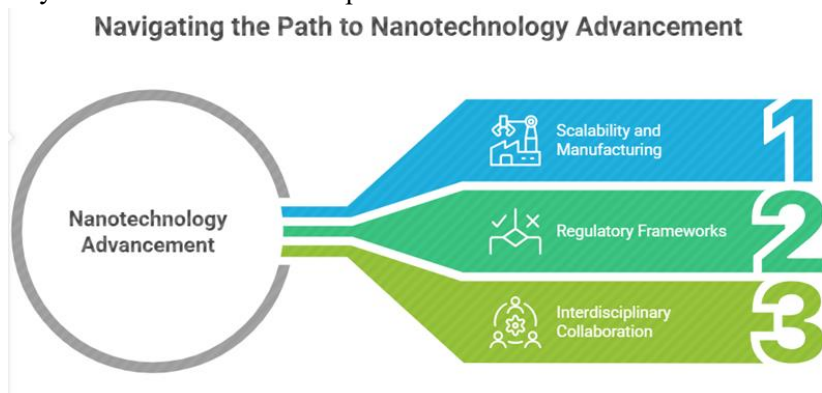 Navigating the Path to Nanotechnology Advancement
Nanotechnology
Advancement
Scalability and
Manufacturing
1
Regulatory Frameworks
2
Interdisciplinary
Collaboration
3